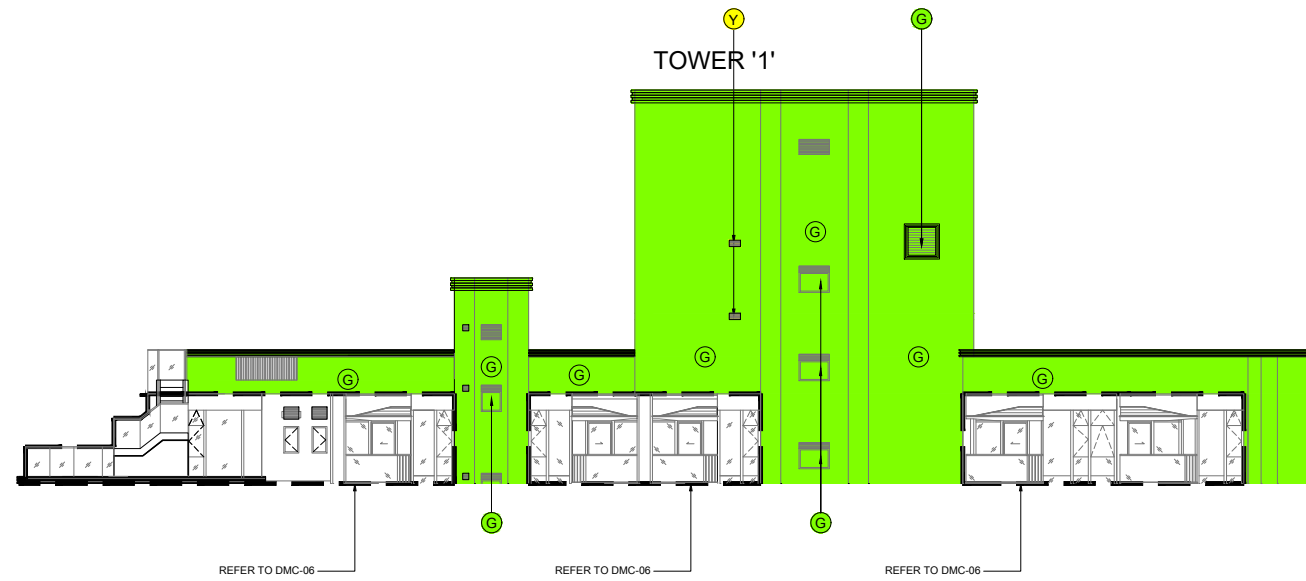 Y
G
TOWER '1'
G
G
G
G
G
G
G
G
G
REFER TO DMC-06
REFER TO DMC-06
REFER TO DMC-06